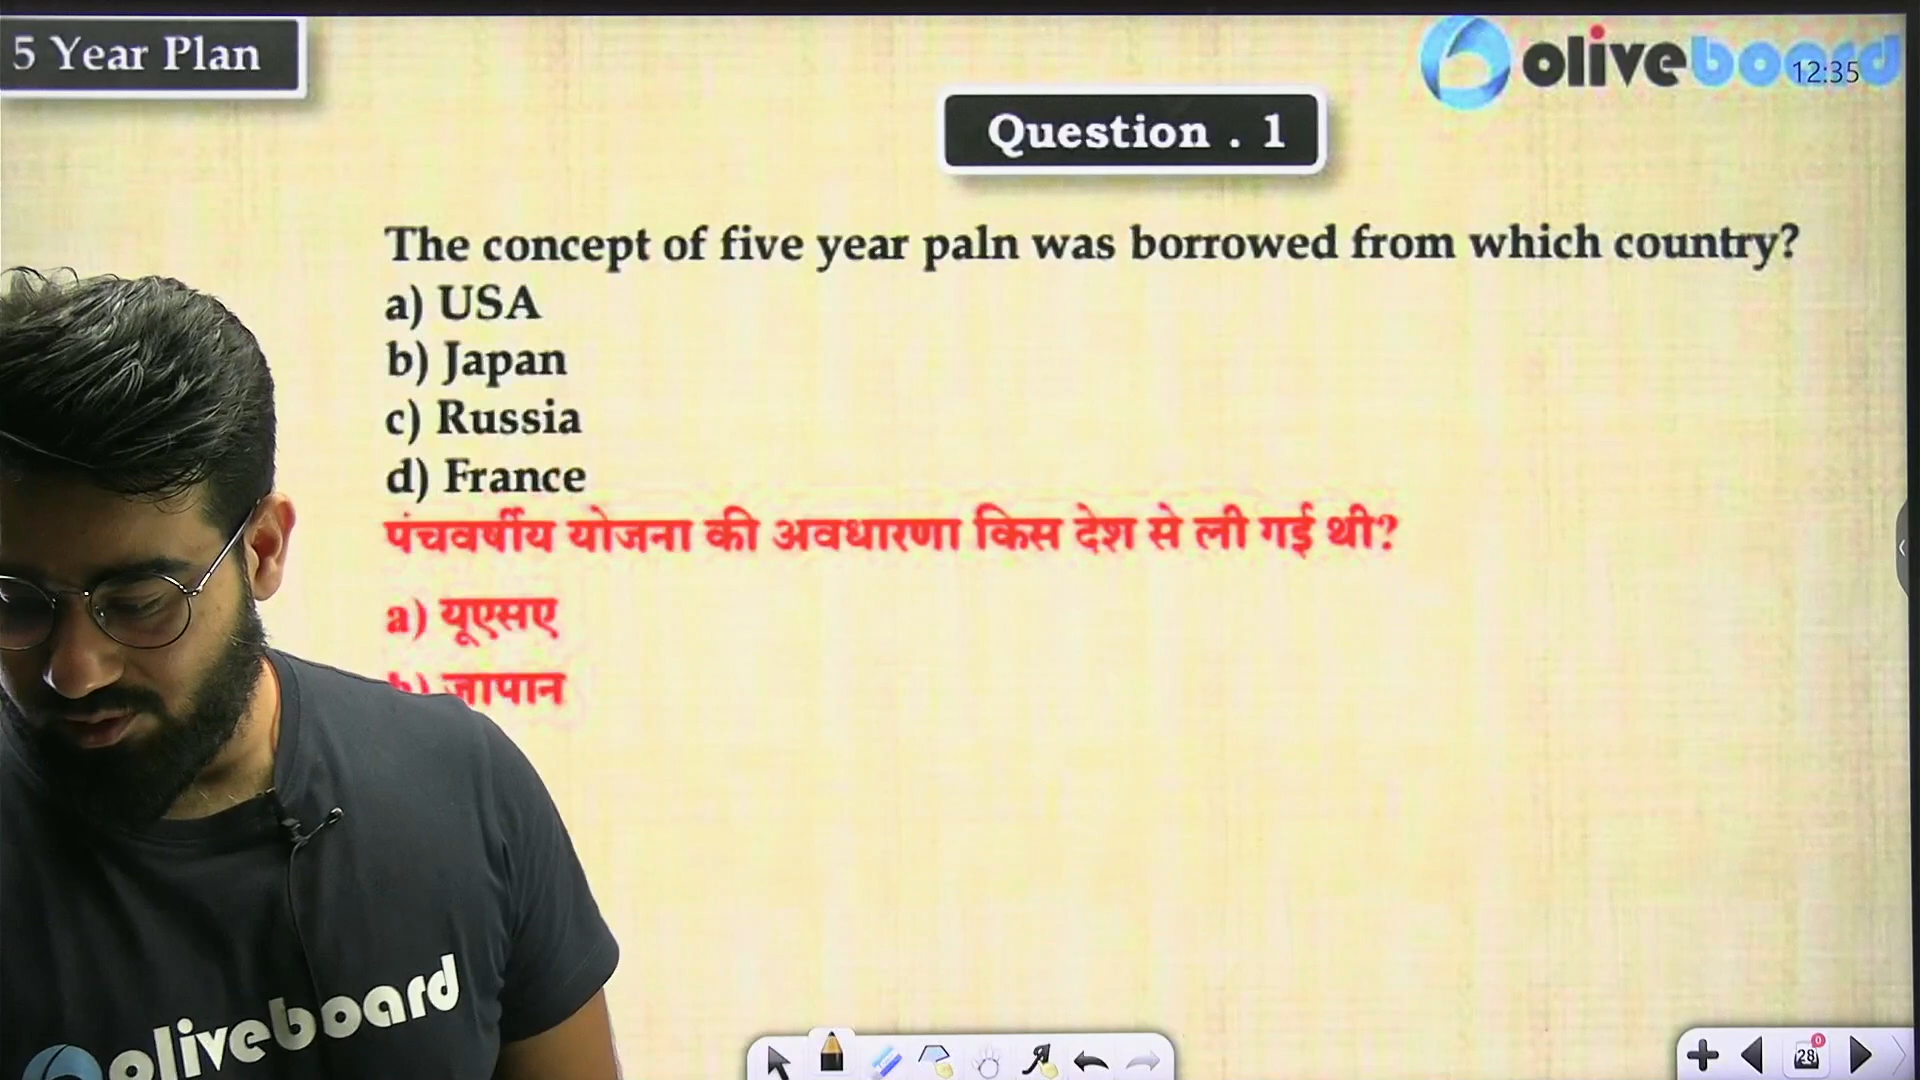 5 Year Plan
oliveboard
12:35
Question . 1
The concept of five year paln was borrowed from which country?
a) USA
b) Japan
c) Russia
d) France
पंचवर्षीय योजना की अवधारणा किस देश से ली गई थी?
a) यूएसए
b) जापान
oliveboard
0
28